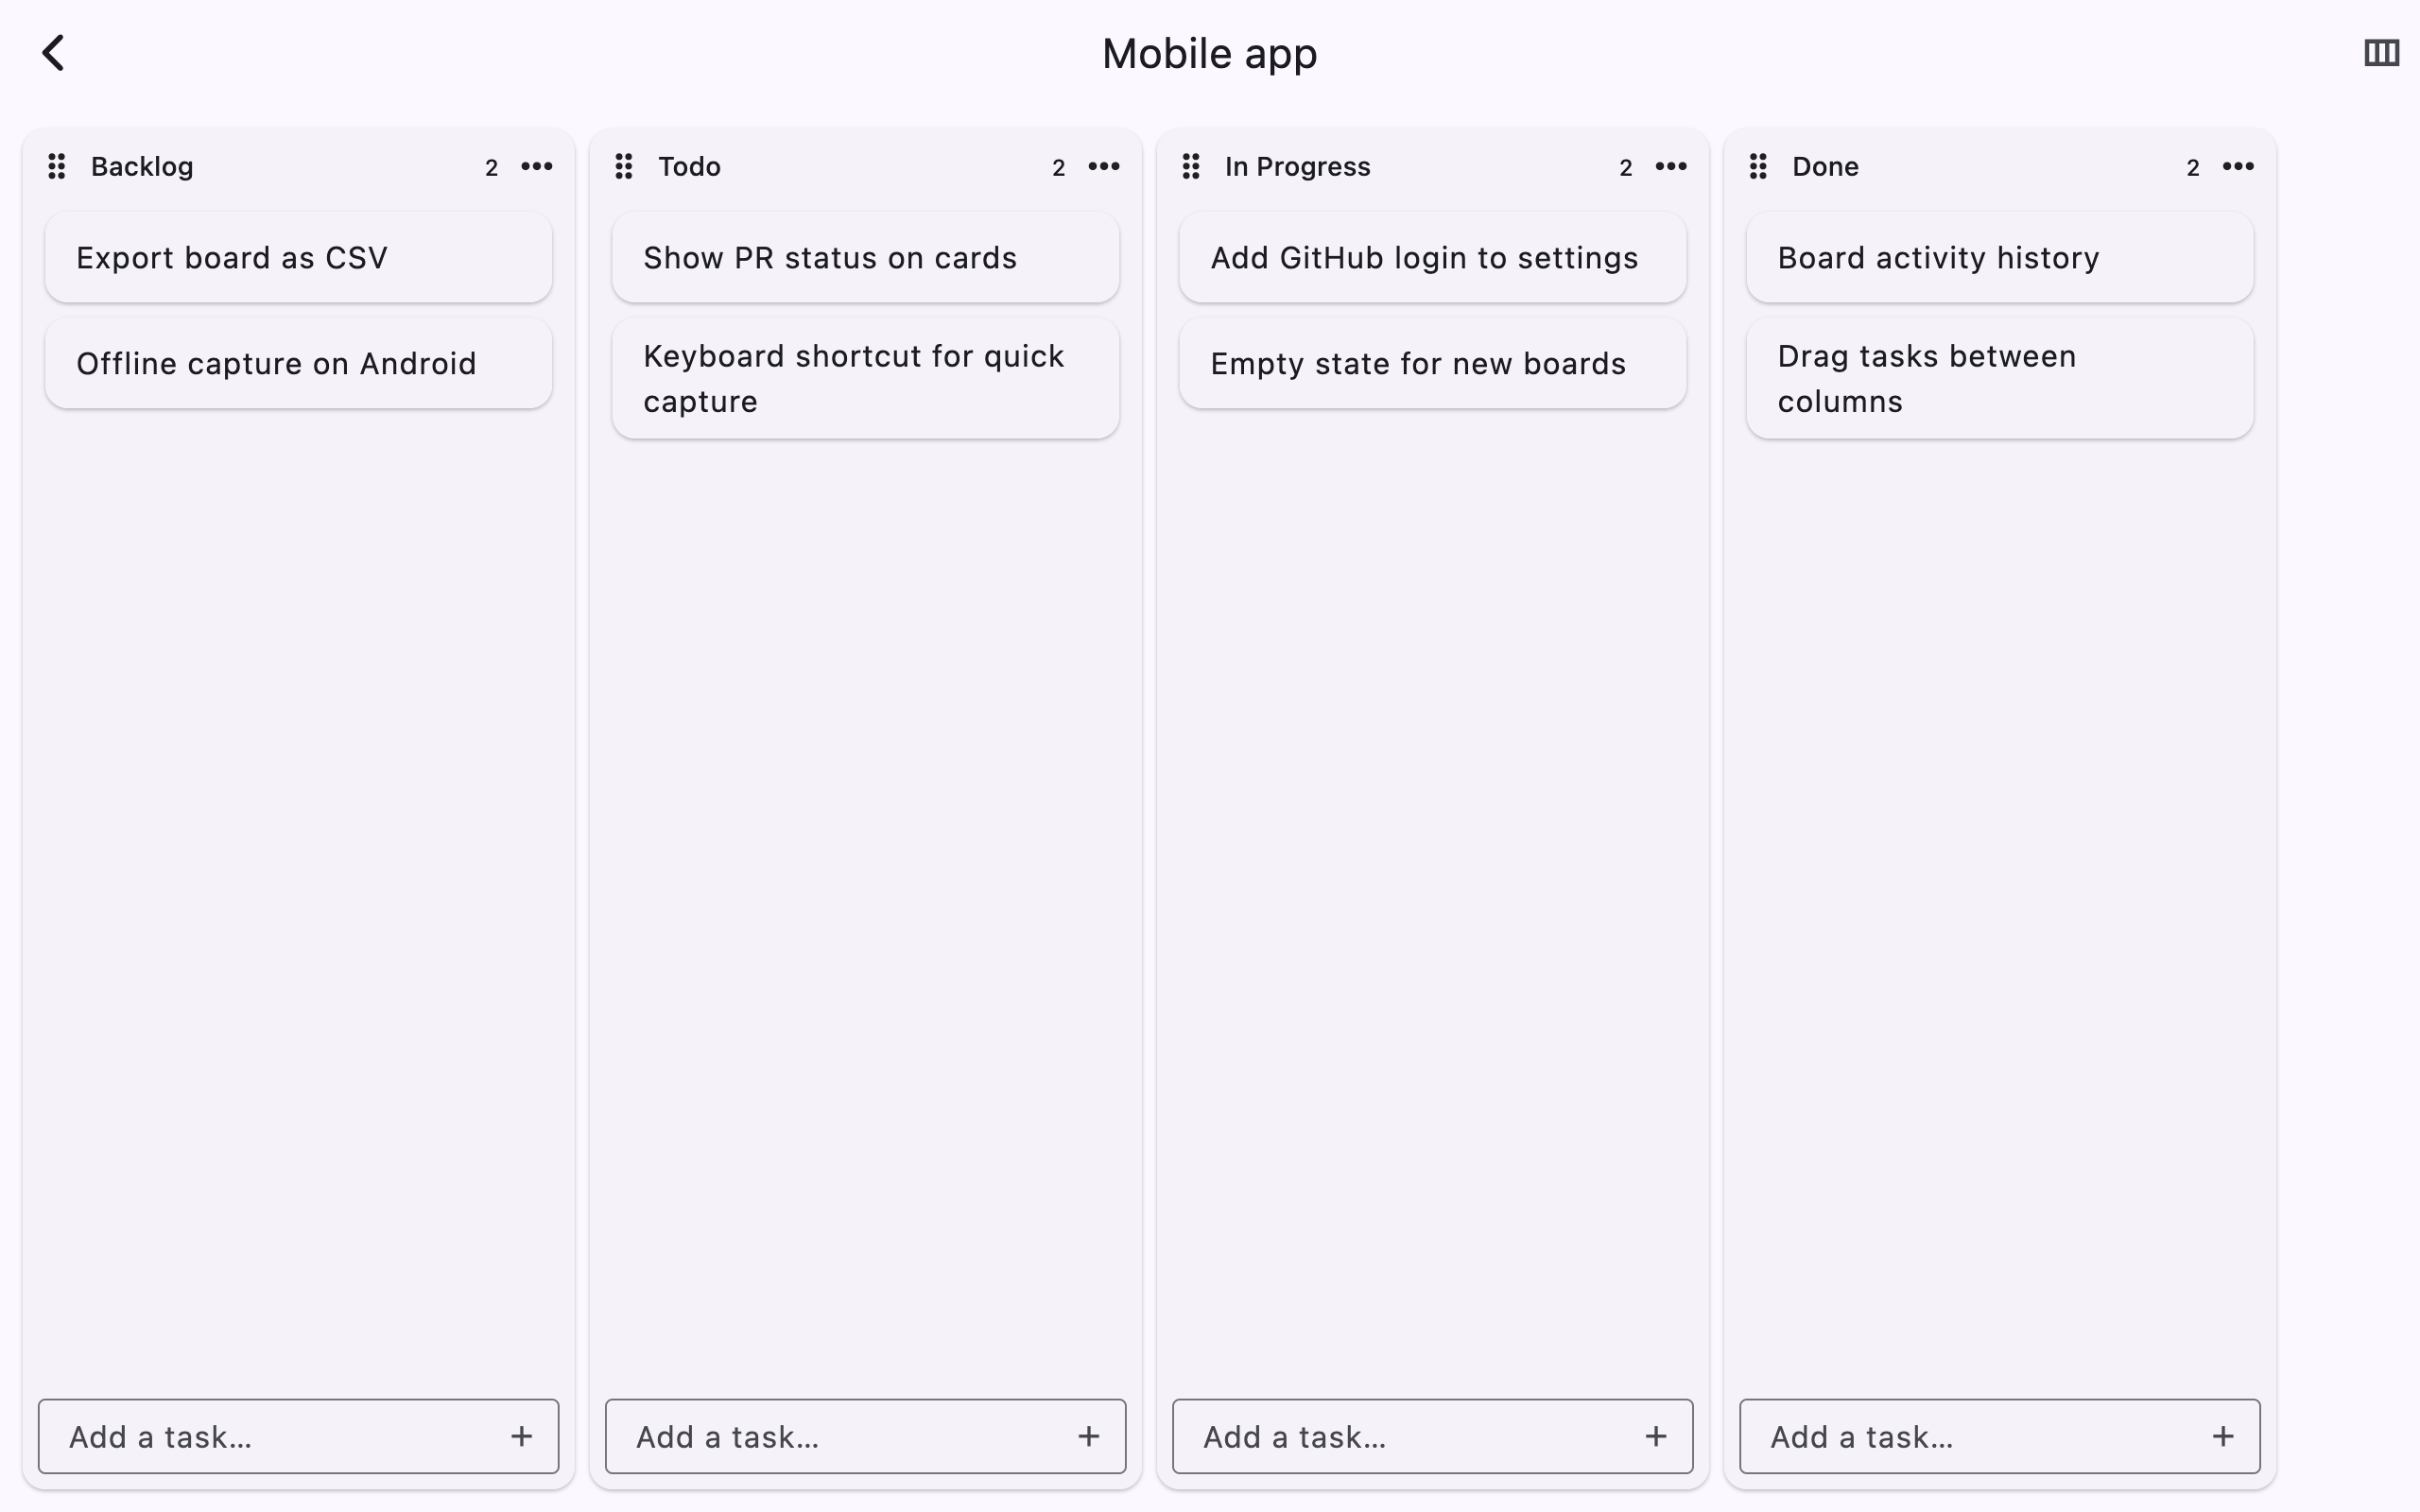 Mobile app
Backlog 2
Export board as CSV
Offline capture on Android
Add a task...
Todo 2
Show PR status on cards
Keyboard shortcut for quick
capture
Add a task...
In Progress 2
Add GitHub login to settings
Empty state for new boards
Add a task...
Done 2
Board activity history
Drag tasks between
columns
Add a task...